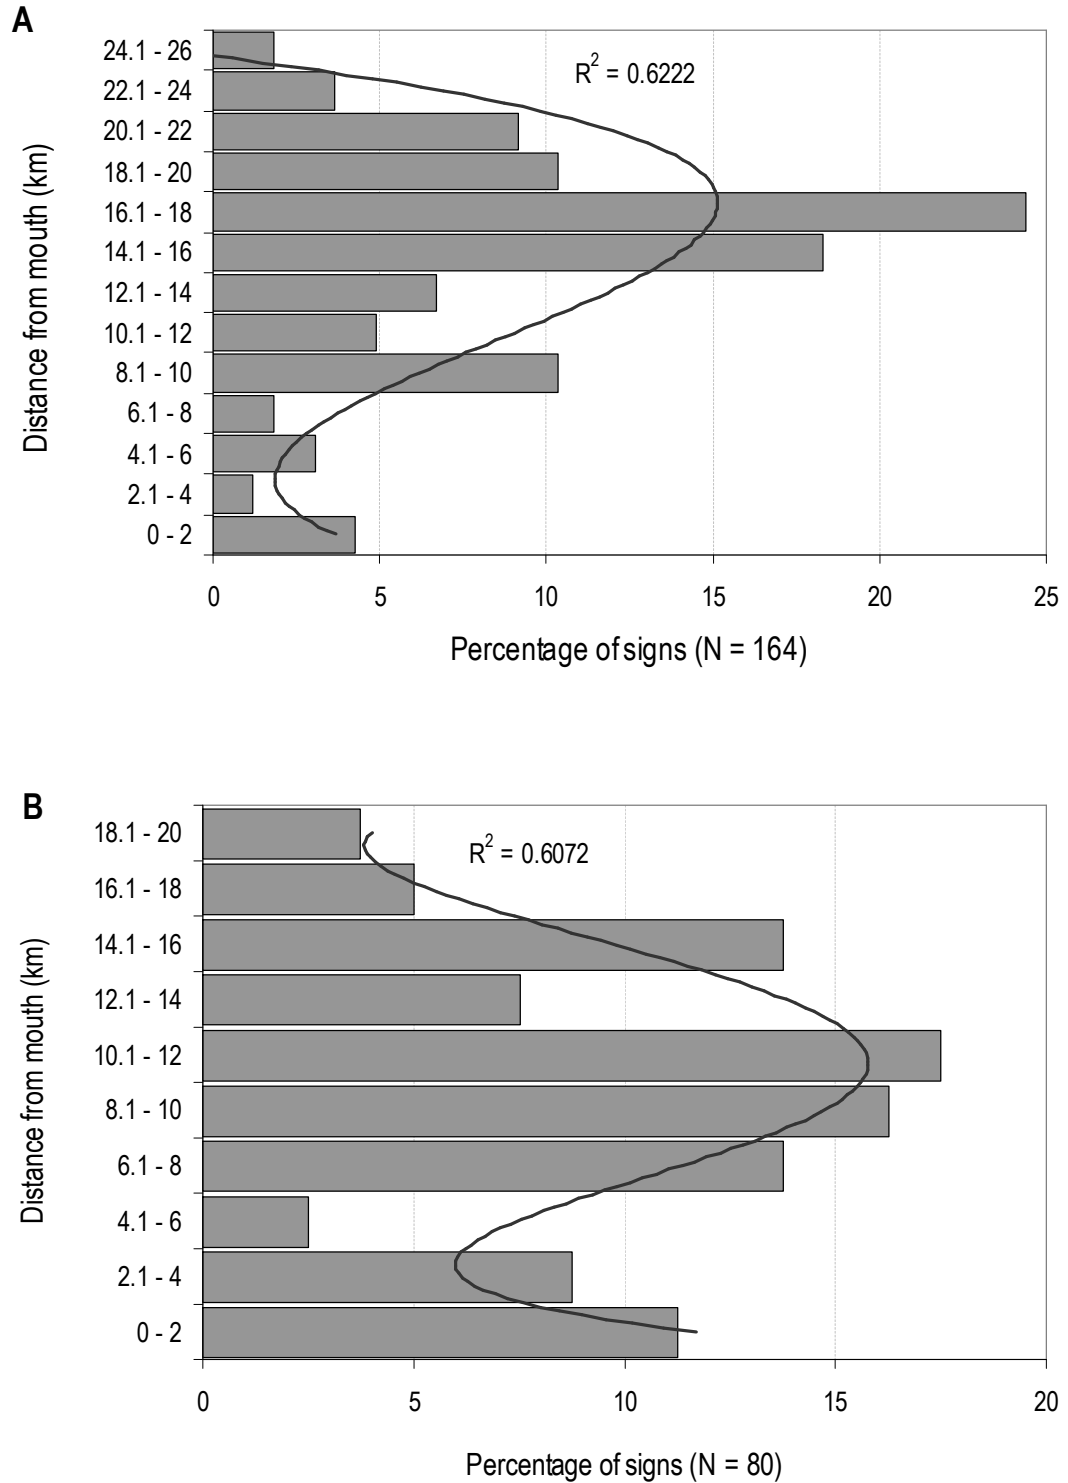 A
24.1 - 26
R² = 0.6222
22.1 - 24
20.1 - 22
18.1 - 20
16.1 - 18
14.1 - 16
12.1 - 14
10.1 - 12
8.1 - 10
6.1 - 8
4.1 - 6
2.1 - 4
0 - 2
Distance from mouth (km)
0 5 10 15 20 25
Percentage of signs (N = 164)
B
18.1 - 20
R² = 0.6072
16.1 - 18
14.1 - 16
12.1 - 14
10.1 - 12
8.1 - 10
6.1 - 8
4.1 - 6
2.1 - 4
0 - 2
Distance from mouth (km)
0 5 10 15 20
Percentage of signs (N = 80)